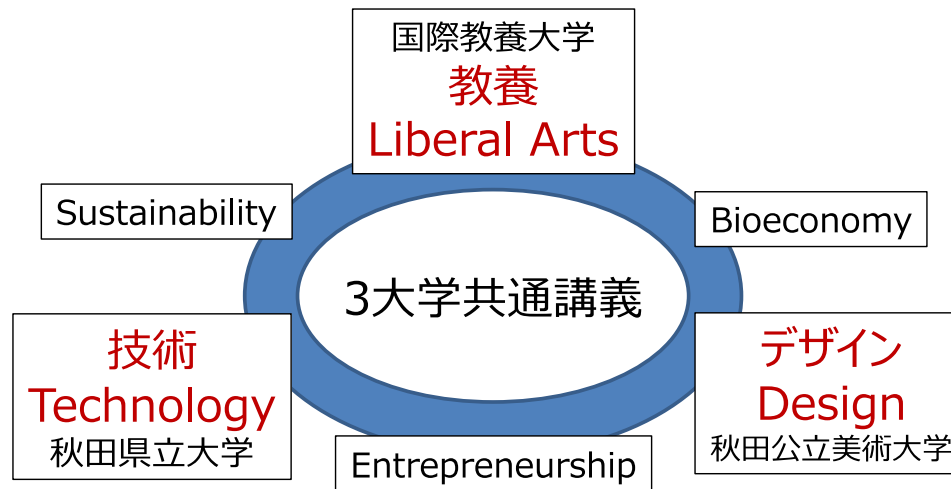 国際教養大学
教養
Liberal Arts
Sustainability
Bioeconomy
3大学共通講義
技術
Technology
秋田県立大学
デザイン
Design
秋田公立美術大学
Entrepreneurship